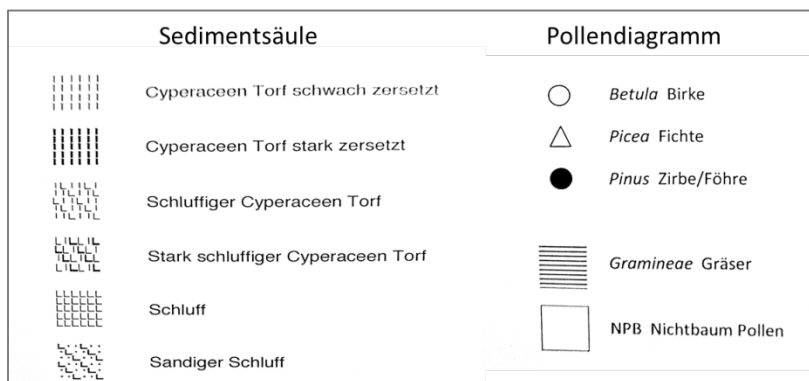 Sedimentsäule
Cyperaceen Torf schwach zersetzt
Cyperaceen Torf stark zersetzt
Schluffiger Cyperaceen Torf
Stark schluffiger Cyperaceen Torf
Schluff
Sandiger Schluff
Pollendiagramm
Betula Birke
Picea Fichte
Pinus Zirbe/Föhre
Gramineae Gräser
NPB Nichtbaum Pollen